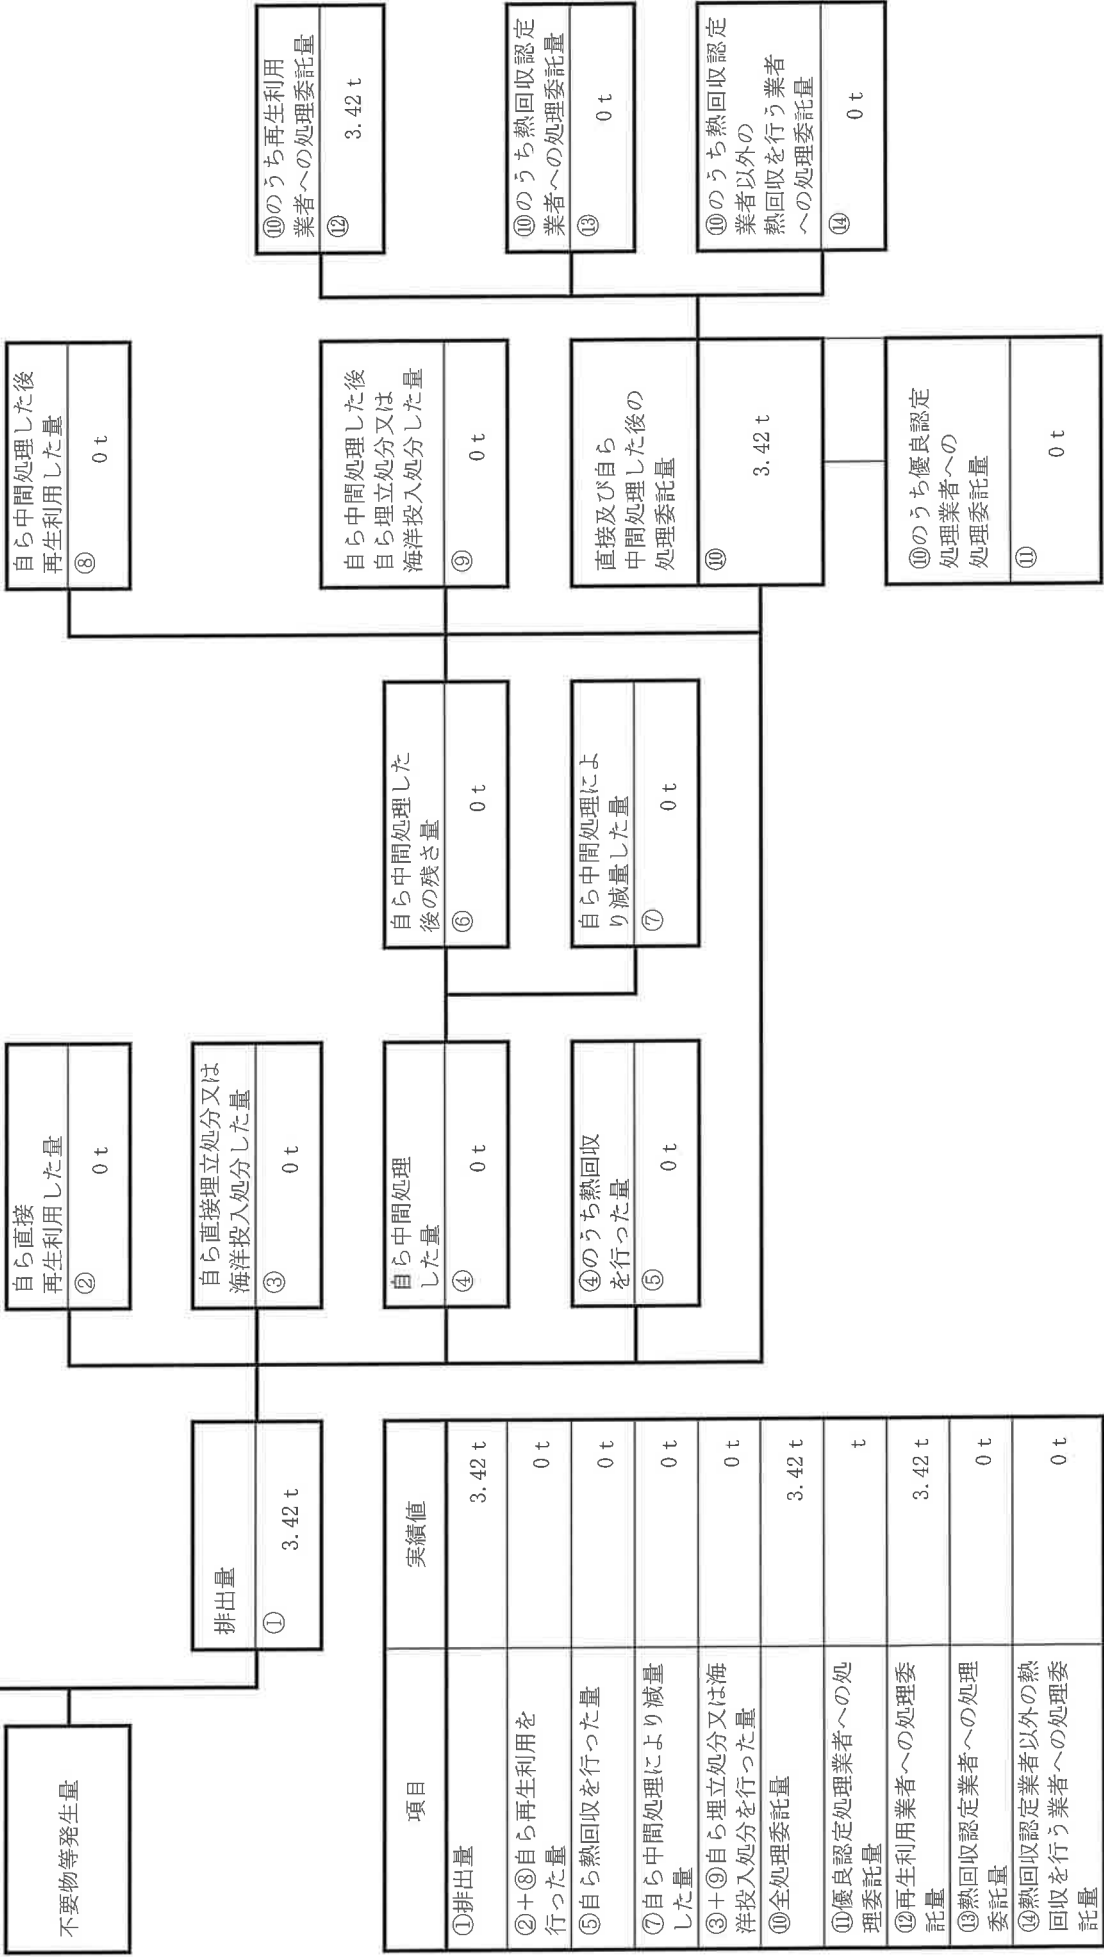 不要物等発生量
排出量
①
3.42 t
自ら直接
再生利用した量
②
0 t
自ら直接埋立処分又は
海洋投入処分した量
③
0 t
自ら中間処理
した量
④
0 t
④のうち熱回収
を行った量
⑤
0 t
自ら中間処理した
後の残さ量
⑥
0 t
自ら中間処理によ
り減量した量
⑦
0 t
自ら中間処理した後
再生利用した量
⑧
0 t
自ら中間処理した後
自ら埋立処分又は
海洋投入処分した量
⑨
0 t
直接及び自ら
中間処理した後の
処理委託量
⑩
3.42 t
⑩のうち優良認定
処理業者への
処理委託量
⑪
0 t
⑩のうち再生利用
業者への処理委託量
⑫
3.42 t
⑩のうち熱回収認定
業者への処理委託量
⑬
0 t
⑩のうち熱回収認定
業者以外の
熱回収を行う業者
への処理委託量
⑭
0 t
項目
実績値
①排出量
3.42 t
②＋⑧自ら再生利用を
行った量
0 t
⑤自ら熱回収を行った量
0 t
⑦自ら中間処理により減量
した量
0 t
③＋⑨自ら埋立処分又は海
洋投入処分を行った量
0 t
⑩全処理委託量
3.42 t
⑪優良認定処理業者への処
理委託量
t
⑫再生利用業者への処理委
託量
3.42 t
⑬熱回収認定業者への処理
委託量
0 t
⑭熱回収認定業者以外の熱
回収を行う業者への処理委
託量
0 t